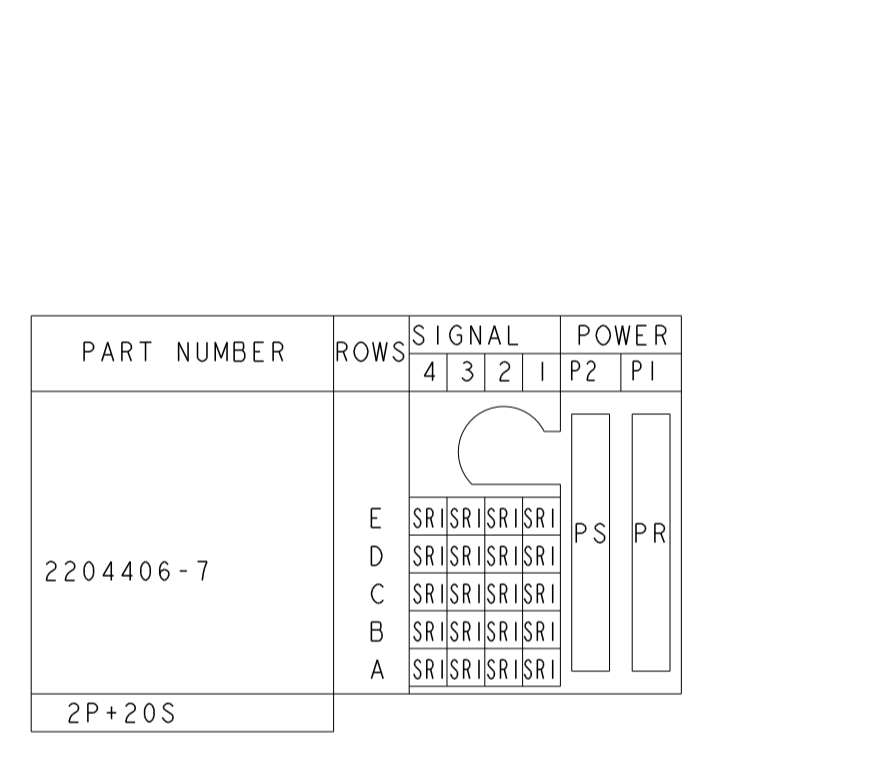 PART NUMBER ROWS SIGNAL POWER
4 3 2 1 P2 P1
E SR1 SR1 SR1 SR1 PS PR
D SR1 SR1 SR1 SR1
2204406-7
C SR1 SR1 SR1 SR1
B SR1 SR1 SR1 SR1
A SR1 SR1 SR1 SR1
2P+20S